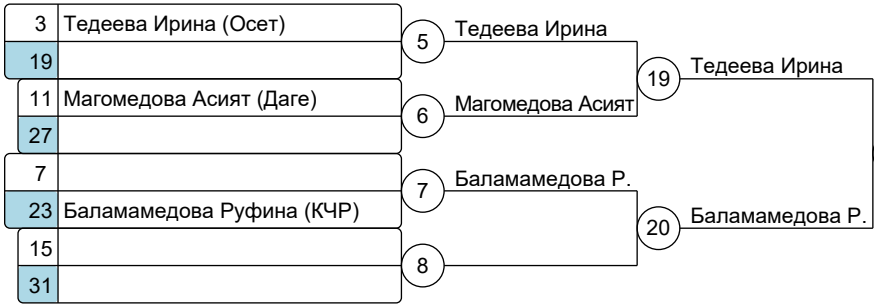 3 Тедеева Ирина (Осет)
19
5 Тедеева Ирина
11 Магомедова Асият (Даге)
27
6 Магомедова Асият
19 Тедеева Ирина
7
23 Баламамедова Руфина (КЧР)
7 Баламамедова Р.
15
31
8
20 Баламамедова Р.